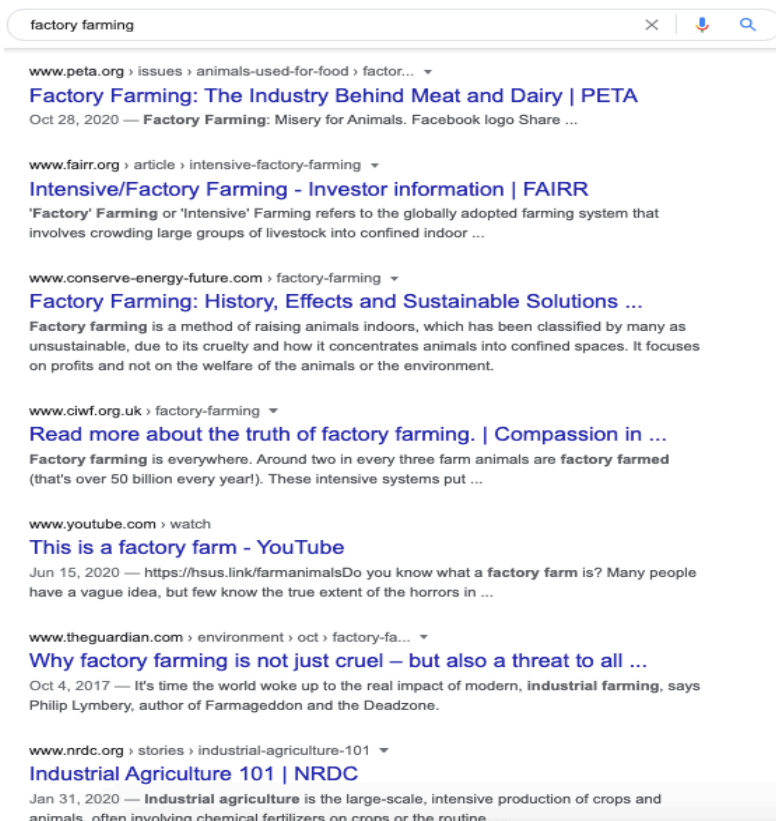 factory farming
www.peta.org › issues › animals-used-for-food › factor...
Factory Farming: The Industry Behind Meat and Dairy | PETA
Oct 28, 2020 — Factory Farming: Misery for Animals. Facebook logo Share ...
www.fairr.org › article › intensive-factory-farming
Intensive/Factory Farming - Investor information | FAIRR
'Factory' Farming or 'Intensive' Farming refers to the globally adopted farming system that
involves crowding large groups of livestock into confined indoor ...
www.conserve-energy-future.com › factory-farming
Factory Farming: History, Effects and Sustainable Solutions ...
Factory farming is a method of raising animals indoors, which has been classified by many as
unsustainable, due to its cruelty and how it concentrates animals into confined spaces. It focuses
on profits and not on the welfare of the animals or the environment.
www.ciwf.org.uk › factory-farming
Read more about the truth of factory farming. | Compassion in ...
Factory farming is everywhere. Around two in every three farm animals are factory farmed
(that's over 50 billion every year!). These intensive systems put ...
www.youtube.com › watch
This is a factory farm - YouTube
Jun 15, 2020 — https://hsus.link/farmanimalsDo you know what a factory farm is? Many people
have a vague idea, but few know the true extent of the horrors in ...
www.theguardian.com › environment › oct › factory-fa...
Why factory farming is not just cruel – but also a threat to all ...
Oct 4, 2017 — It's time the world woke up to the real impact of modern, industrial farming, says
Philip Lymbery, author of Farmageddon and the Deadzone.
www.nrdc.org › stories › industrial-agriculture-101
Industrial Agriculture 101 | NRDC
Jan 31, 2020 — Industrial agriculture is the large-scale, intensive production of crops and
animals, often involving chemical fertilizers on crops or the routine